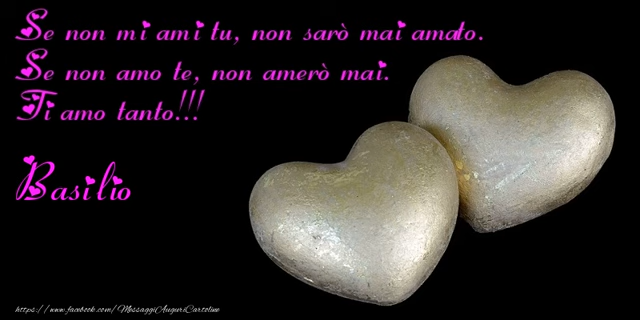 Se non mi ami tu, non sarò mai amato.
Se non amo te, non amerò mai.
Ti amo tanto!!!
Basilio
https://www.facebook.com/MessaggiAuguriCartoline